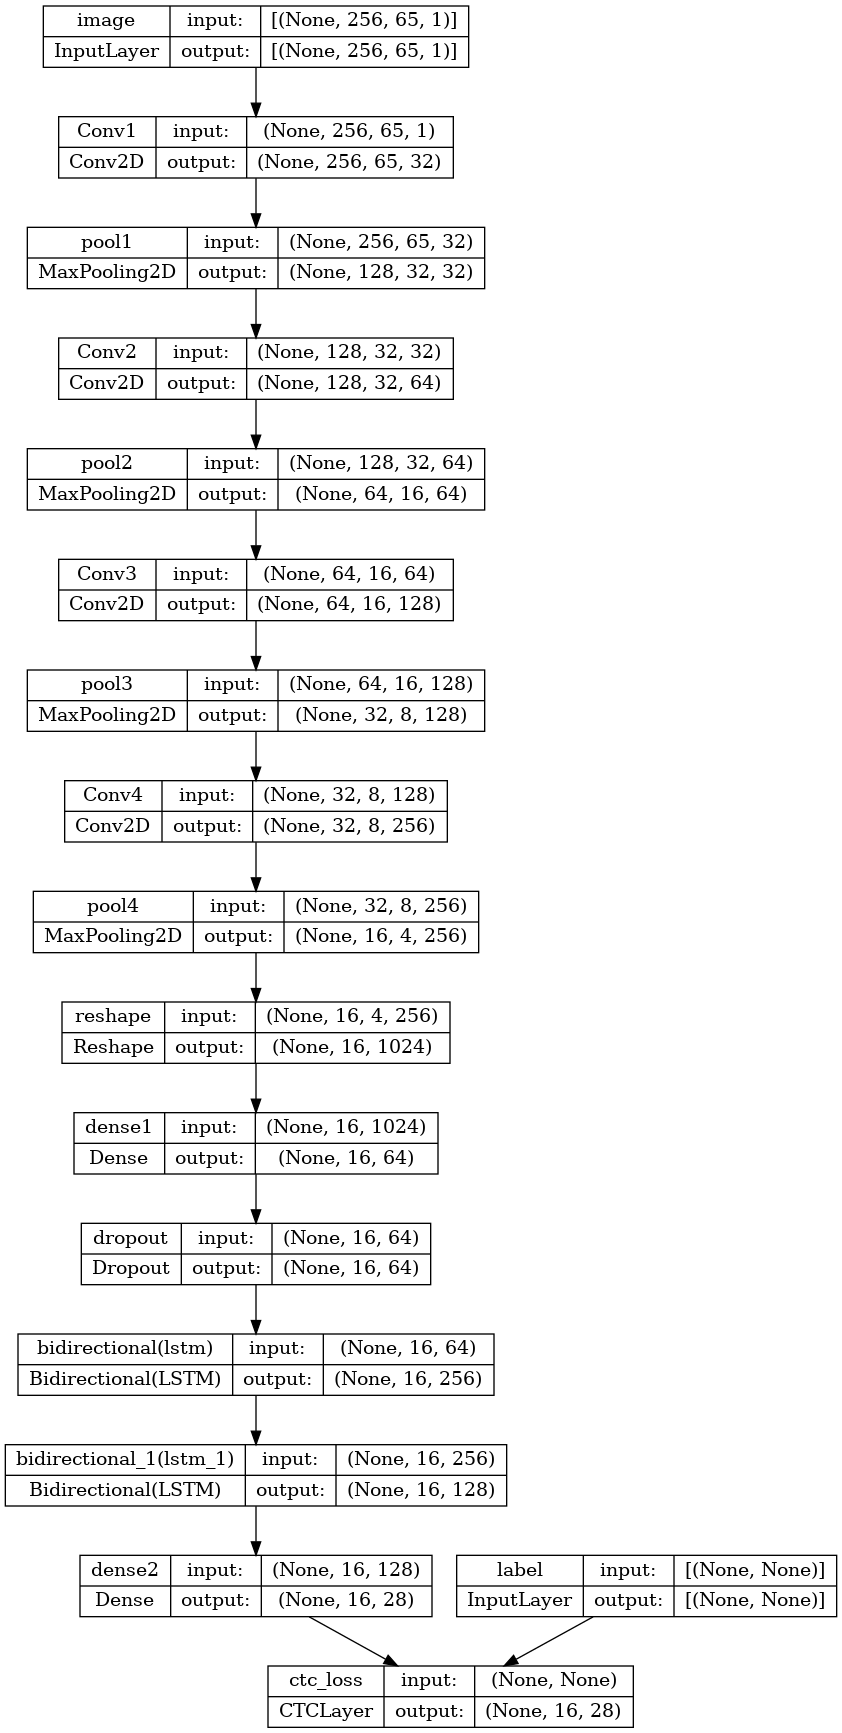 image input: [(None, 256, 65, 1)]
InputLayer output: [(None, 256, 65, 1)]
Conv1 input: (None, 256, 65, 1)
Conv2D output: (None, 256, 65, 32)
pool1 input: (None, 256, 65, 32)
MaxPooling2D output: (None, 128, 32, 32)
Conv2 input: (None, 128, 32, 32)
Conv2D output: (None, 128, 32, 64)
pool2 input: (None, 128, 32, 64)
MaxPooling2D output: (None, 64, 16, 64)
Conv3 input: (None, 64, 16, 64)
Conv2D output: (None, 64, 16, 128)
pool3 input: (None, 64, 16, 128)
MaxPooling2D output: (None, 32, 8, 128)
Conv4 input: (None, 32, 8, 128)
Conv2D output: (None, 32, 8, 256)
pool4 input: (None, 32, 8, 256)
MaxPooling2D output: (None, 16, 4, 256)
reshape input: (None, 16, 4, 256)
Reshape output: (None, 16, 1024)
dense1 input: (None, 16, 1024)
Dense output: (None, 16, 64)
dropout input: (None, 16, 64)
Dropout output: (None, 16, 64)
bidirectional(lstm) input: (None, 16, 64)
Bidirectional(LSTM) output: (None, 16, 256)
bidirectional_1(lstm_1) input: (None, 16, 256)
Bidirectional(LSTM) output: (None, 16, 128)
dense2 input: (None, 16, 128)
Dense output: (None, 16, 28)
label input: [(None, None)]
InputLayer output: [(None, None)]
ctc_loss input: (None, None)
CTCLayer output: (None, 16, 28)